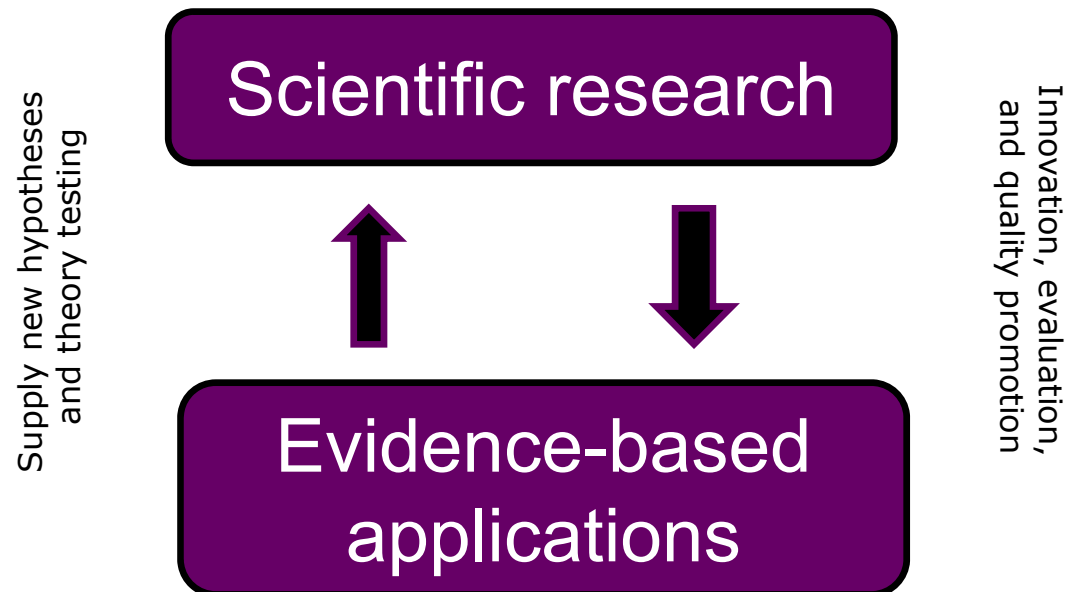 Scientific research
Supply new hypotheses
and theory testing
Innovation, evaluation,
and quality promotion
Evidence-based
applications